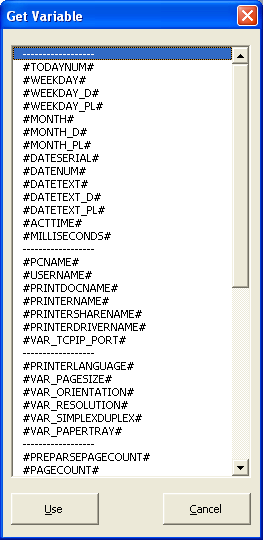 Get Variable
------------------
#TODAYNUM#
#WEEKDAY#
#WEEKDAY_D#
#WEEKDAY_PL#
#MONTH#
#MONTH_D#
#MONTH_PL#
#DATESERIAL#
#DATENUM#
#DATETEXT#
#DATETEXT_D#
#DATETEXT_PL#
#ACTTIME#
#MILLISECONDS#
------------------
#PCNAME#
#USERNAME#
#PRINTDOCNAME#
#PRINTERNAME#
#PRINTERSHARENAME#
#PRINTERDRIVERNAME#
#VAR_TCPIP_PORT#
------------------
#PRINTERLANGUAGE#
#VAR_PAGESIZE#
#VAR_ORIENTATION#
#VAR_RESOLUTION#
#VAR_SIMPLEXDUPLEX#
#VAR_PAPERTRAY#
------------------
#PREPARSEPAGECOUNT#
#PAGECOUNT#
Use Cancel